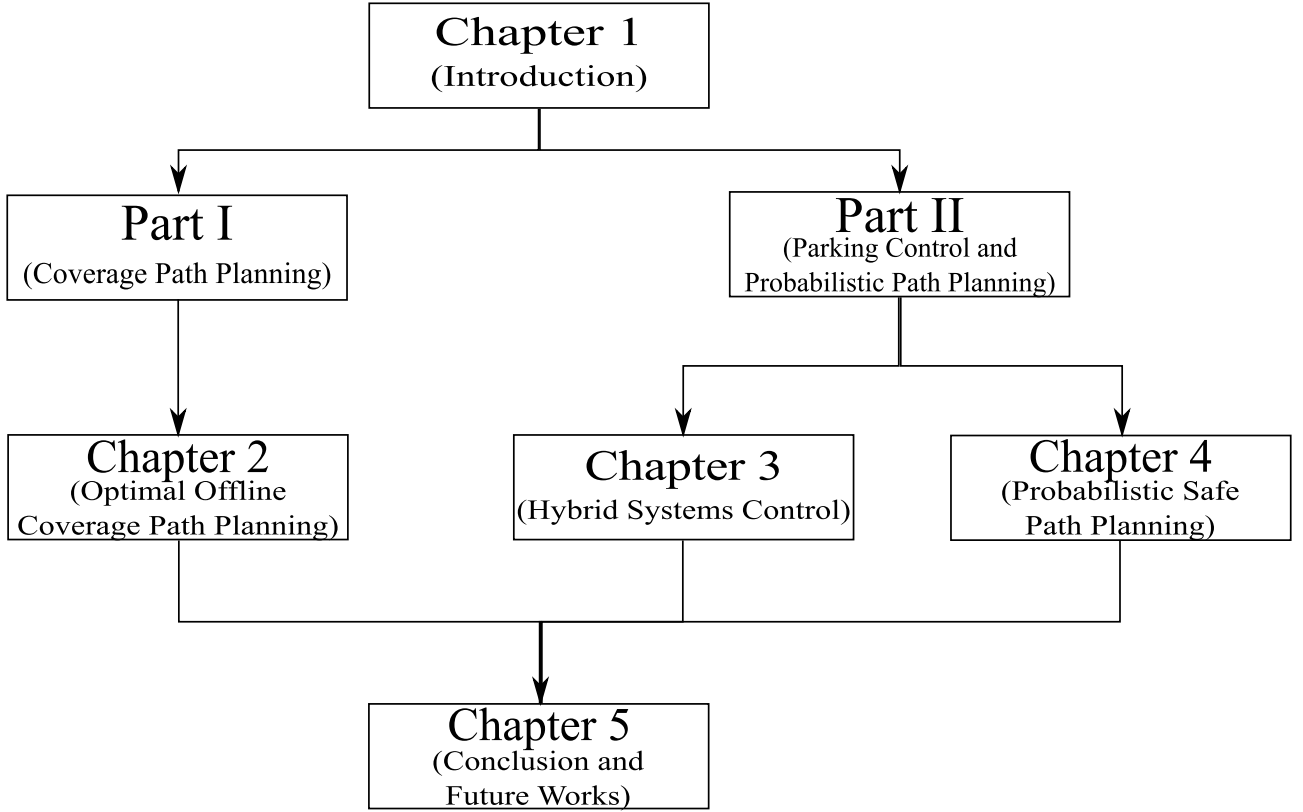 Chapter 1
(Introduction)
Part I
(Coverage Path Planning)
Part II
(Parking Control and
Probabilistic Path Planning)
Chapter 2
(Optimal Offline
Coverage Path Planning)
Chapter 3
(Hybrid Systems Control)
Chapter 4
(Probabilistic Safe
Path Planning)
Chapter 5
(Conclusion and
Future Works)